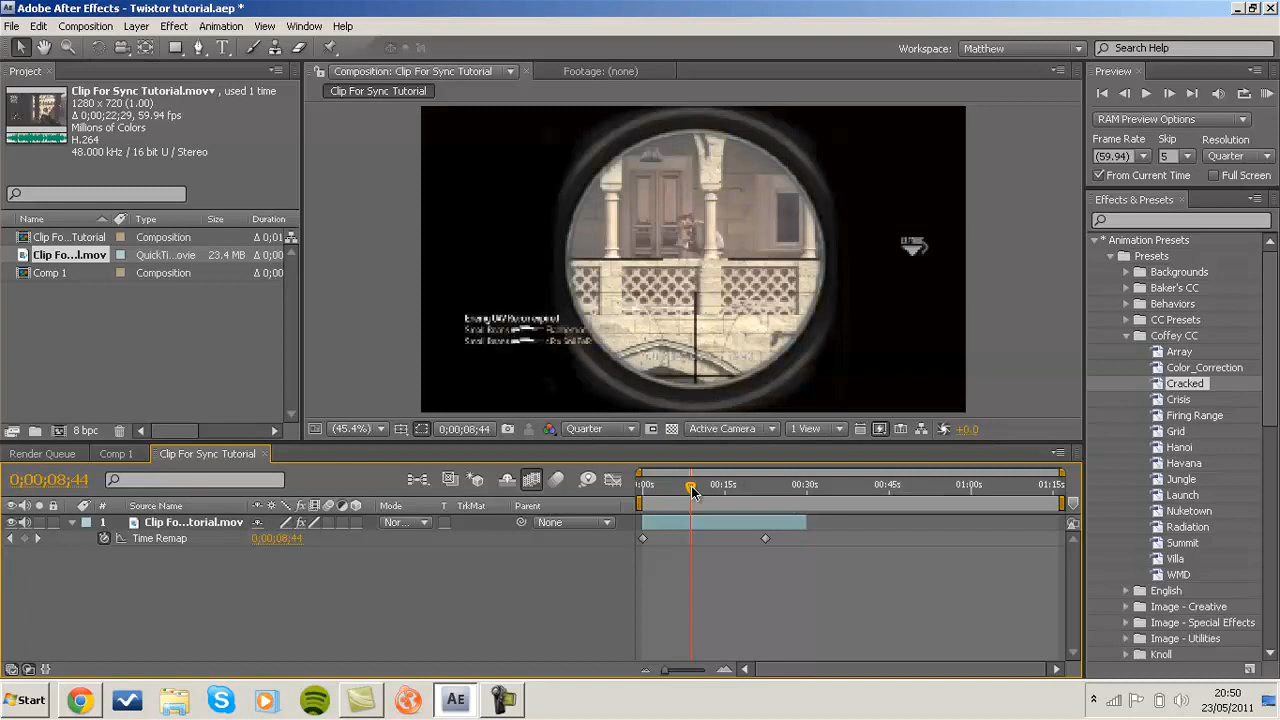 Adobe After Effects - Twixtor tutorial.aep *
File Edit Composition Layer Effect Animation View Window Help
Workspace: Matthew Search Help
Project
Clip For Sync Tutorial.mov▾, used 1 time
1280 x 720 (1.00)
Δ 0;00;22;29, 59.94 fps
Millions of Colors
H.264
48.000 kHz / 16 bit U / Stereo
Name Type Size Duration
Clip Fo...Tutorial Composition Δ 0;01
Clip Fo...l.mov QuickTi...ovie 23.4 MB Δ 0;00
Comp 1 Composition Δ 0;00
8 bpc
Composition: Clip For Sync Tutorial Footage: (none)
Clip For Sync Tutorial
(45.4%) 0;00;08;44 Quarter Active Camera 1 View +0.0
Preview
RAM Preview Options
Frame Rate Skip Resolution
(59.94) 5 Quarter
From Current Time Full Screen
Effects & Presets
* Animation Presets
Presets
Backgrounds
Baker's CC
Behaviors
CC Presets
Coffey CC
Array
Color_Correction
Cracked
Crisis
Firing Range
Grid
Hanoi
Havana
Jungle
Launch
Nuketown
Radiation
Summit
Villa
WMD
English
Image - Creative
Image - Special Effects
Image - Utilities
Knoll
Render Queue Comp 1 Clip For Sync Tutorial
0;00;08;44
0:00s 00:15s 00:30s 00:45s 01:00s 01:15s
# Source Name Mode T TrkMat Parent
1 Clip Fo...torial.mov Nor... None
Time Remap 0;00;08;44
Start
Ae
20:50
23/05/2011